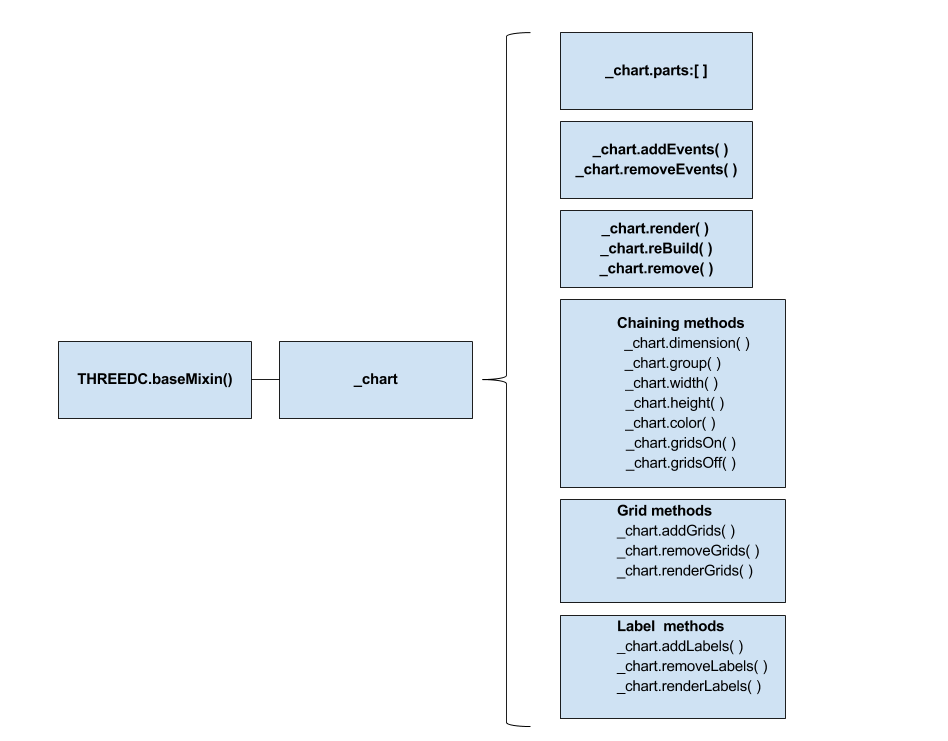 _chart.parts:[ ]
_chart.addEvents( )
_chart.removeEvents( )
_chart.render( )
_chart.reBuild( )
_chart.remove( )
THREEDC.baseMixin()
_chart
Chaining methods
_chart.dimension( )
_chart.group( )
_chart.width( )
_chart.height( )
_chart.color( )
_chart.gridsOn( )
_chart.gridsOff( )
Grid methods
_chart.addGrids( )
_chart.removeGrids( )
_chart.renderGrids( )
Label  methods
_chart.addLabels( )
_chart.removeLabels( )
_chart.renderLabels( )